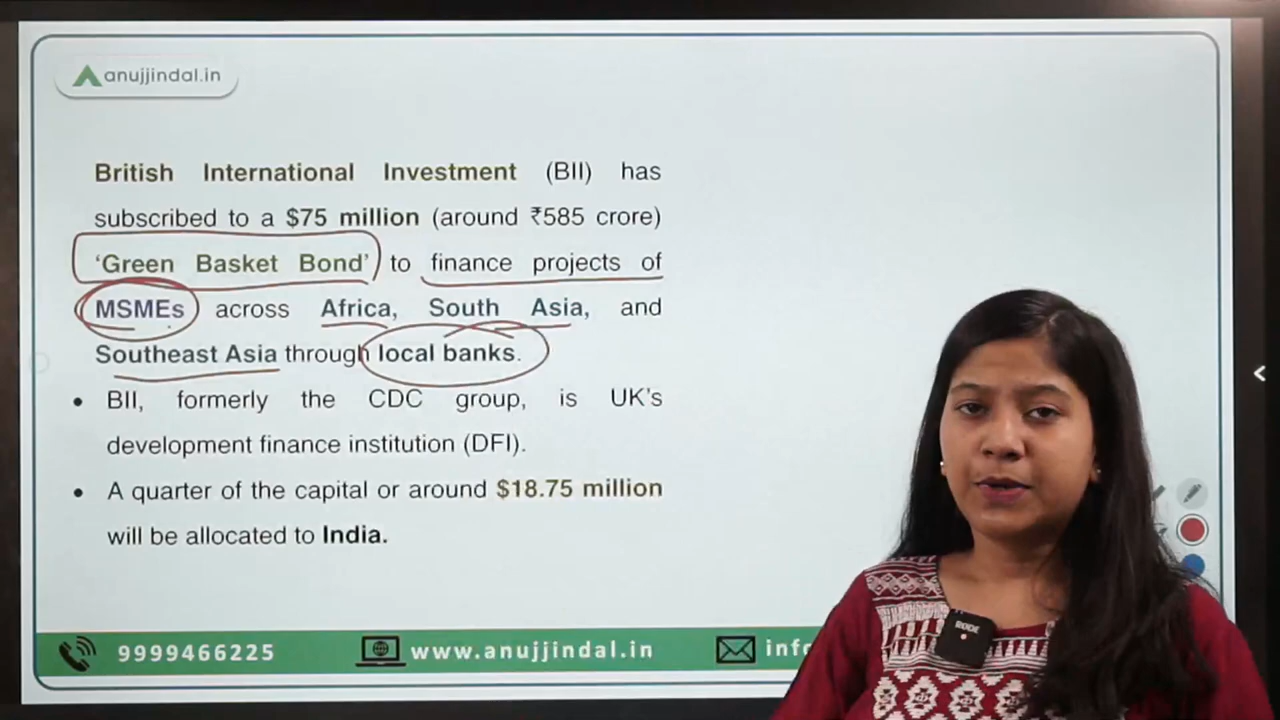 anujjindal.in
British International Investment (BII) has
subscribed to a $75 million (around ₹585 crore)
‘Green Basket Bond’ to finance projects of
MSMEs across Africa, South Asia, and
Southeast Asia through local banks.
• BII, formerly the CDC group, is UK's
development finance institution (DFI).
• A quarter of the capital or around $18.75 million
will be allocated to India.
9999466225
www.anujjindal.in
info
RODE